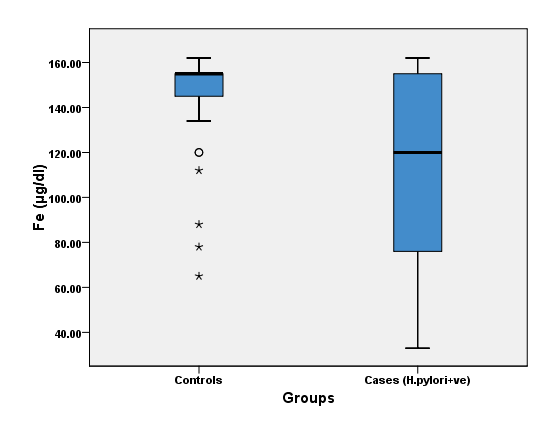 Fe (µg/dl)
160.00
140.00
120.00
100.00
80.00
60.00
40.00
Controls
Cases (H.pylori+ve)
Groups